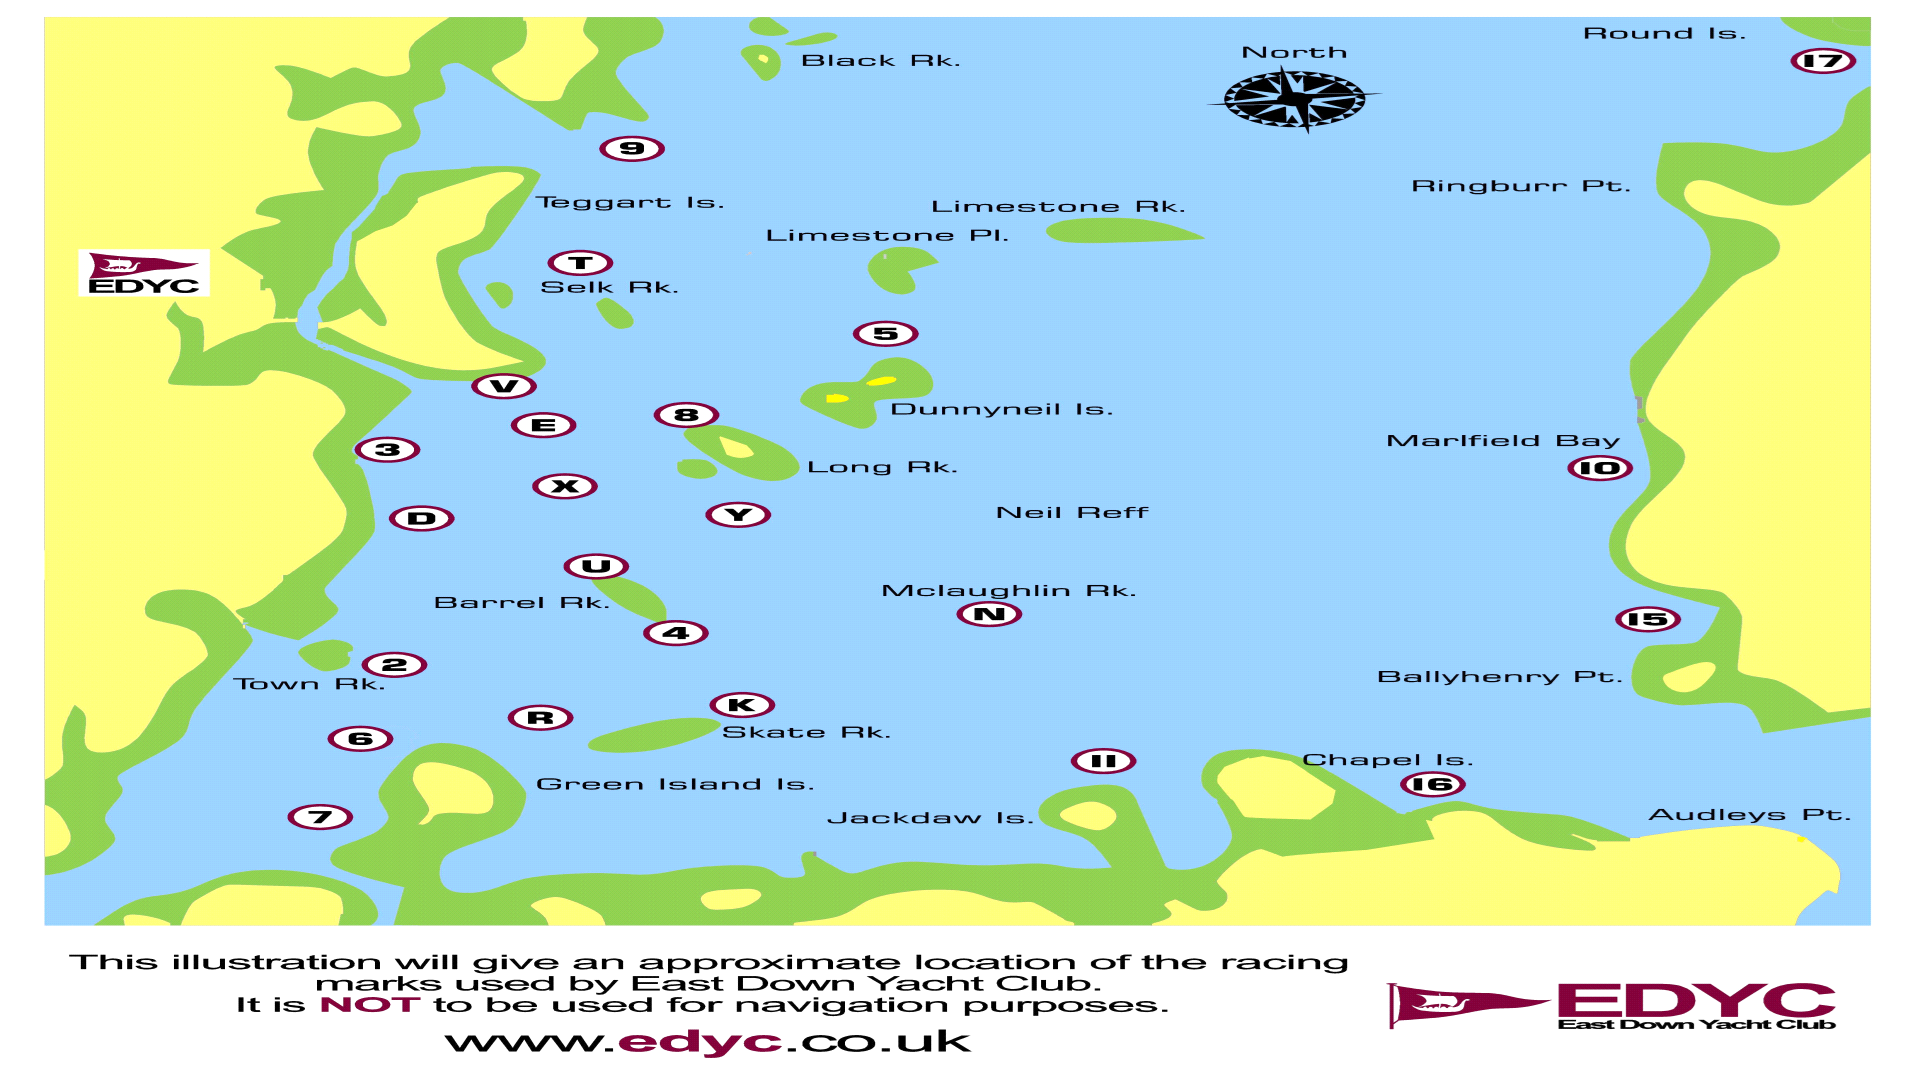 Round Is.
North
Black Rk.
17
9
Ringburr Pt.
Teggart Is.
Limestone Rk.
Limestone Pl.
T
EDYC
Selk Rk.
5
V
8
Dunnyneil Is.
E
3
Marlfield Bay
Long Rk.
10
X
D
Y
Neil Reff
U
Mclaughlin Rk.
Barrel Rk.
N
15
4
2
Town Rk.
Ballyhenry Pt.
K
R
Skate Rk.
6
11
Chapel Is.
Green Island Is.
16
7
Jackdaw Is.
Audleys Pt.
This illustration will give an approximate location of the racing
marks used by East Down Yacht Club.
It is NOT to be used for navigation purposes.
www.edyc.co.uk
EDYC
East Down Yacht Club